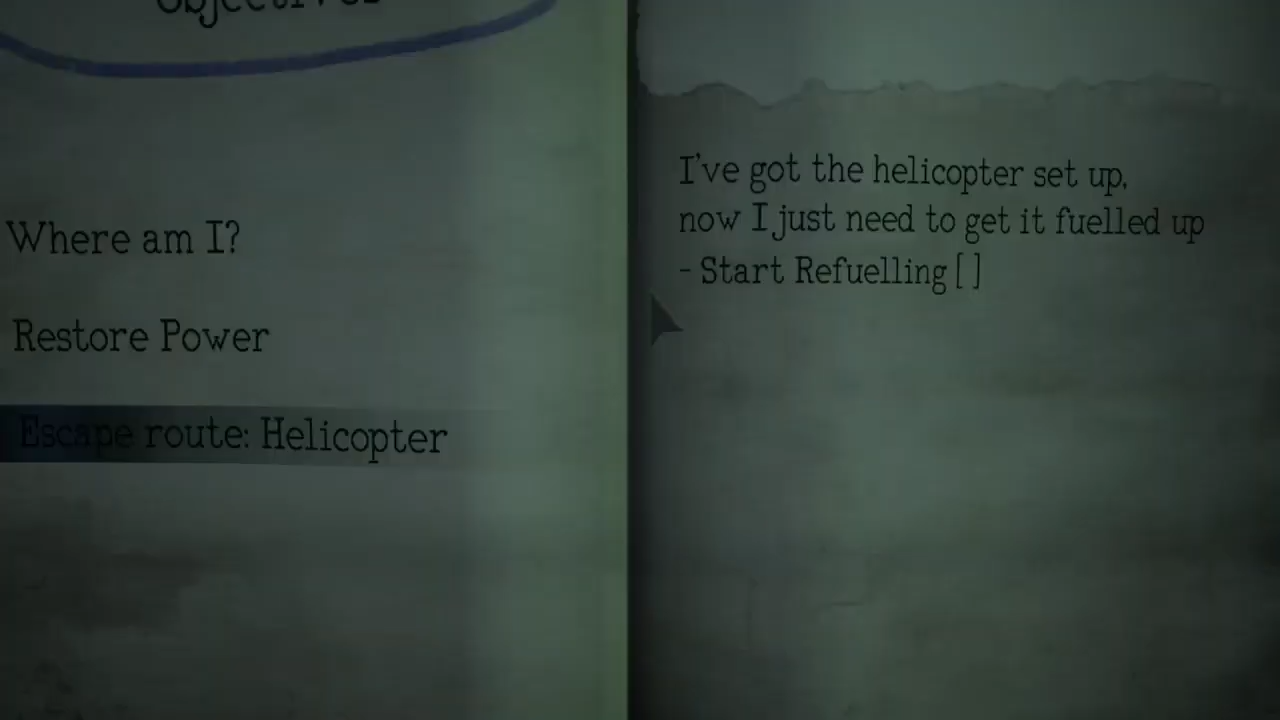 Objectives
Where am I?
Restore Power
Escape route: Helicopter
I've got the helicopter set up,
now I just need to get it fuelled up
- Start Refuelling [ ]